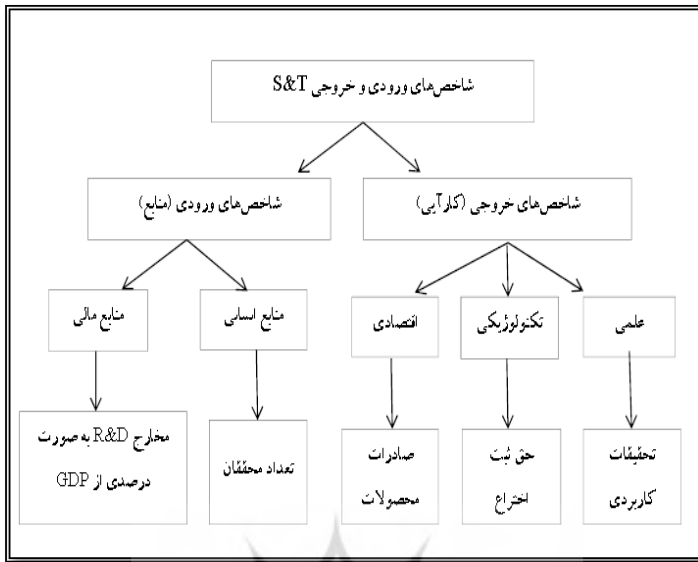 شاخص‌های ورودی و خروجی S&T
شاخص‌های خروجی (کارآیی)
شاخص‌های ورودی (منابع)
علمی
تکنولوژیکی
اقتصادی
منابع انسانی
منابع مالی
تحقیقات
کاربردی
حق ثبت
اختراع
صادرات
محصولات
تعداد محققان
مخارج R&D به صورت
درصدی از GDP